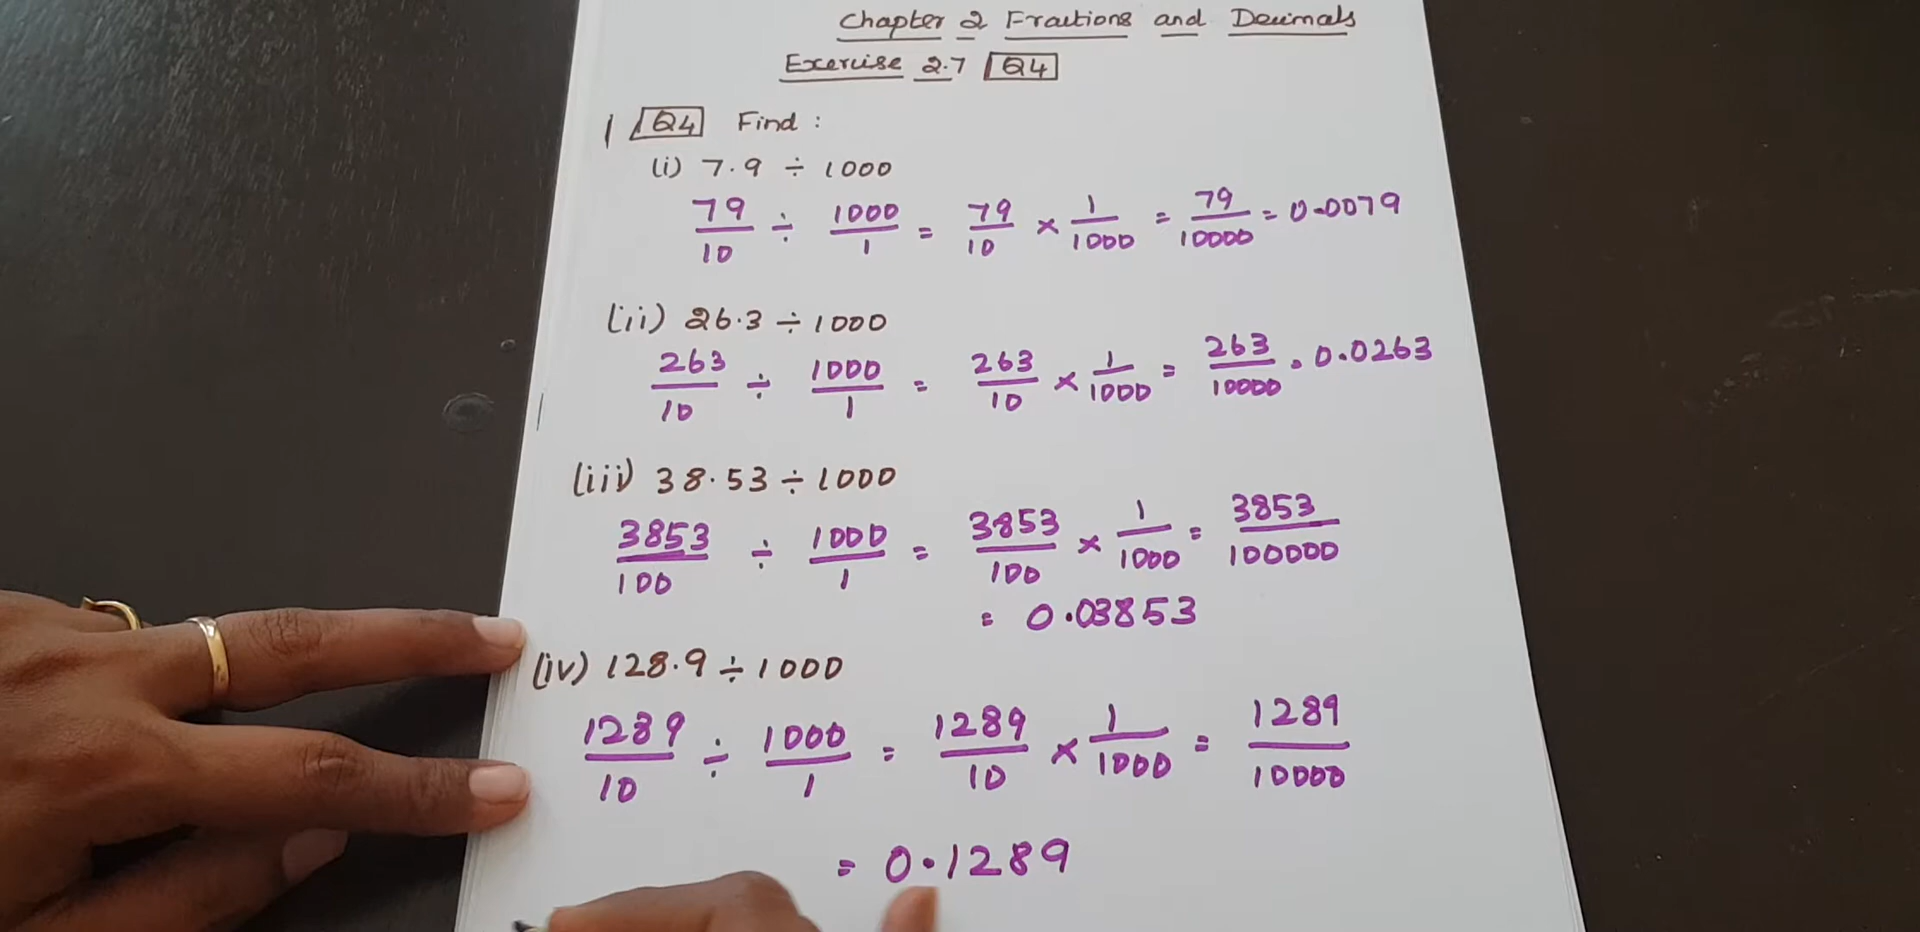 Chapter 2 Fractions and Decimals
Exercise 2.7 Q4
Q4 Find :
(i) 7.9 ÷ 1000
79/10 ÷ 1000/1 = 79/10 × 1/1000 = 79/10000 = 0.0079
(ii) 26.3 ÷ 1000
263/10 ÷ 1000/1 = 263/10 × 1/1000 = 263/10000 = 0.0263
(iii) 38.53 ÷ 1000
3853/100 ÷ 1000/1 = 3853/100 × 1/1000 = 3853/100000
= 0.03853
(iv) 128.9 ÷ 1000
1289/10 ÷ 1000/1 = 1289/10 × 1/1000 = 1289/10000
= 0.1289